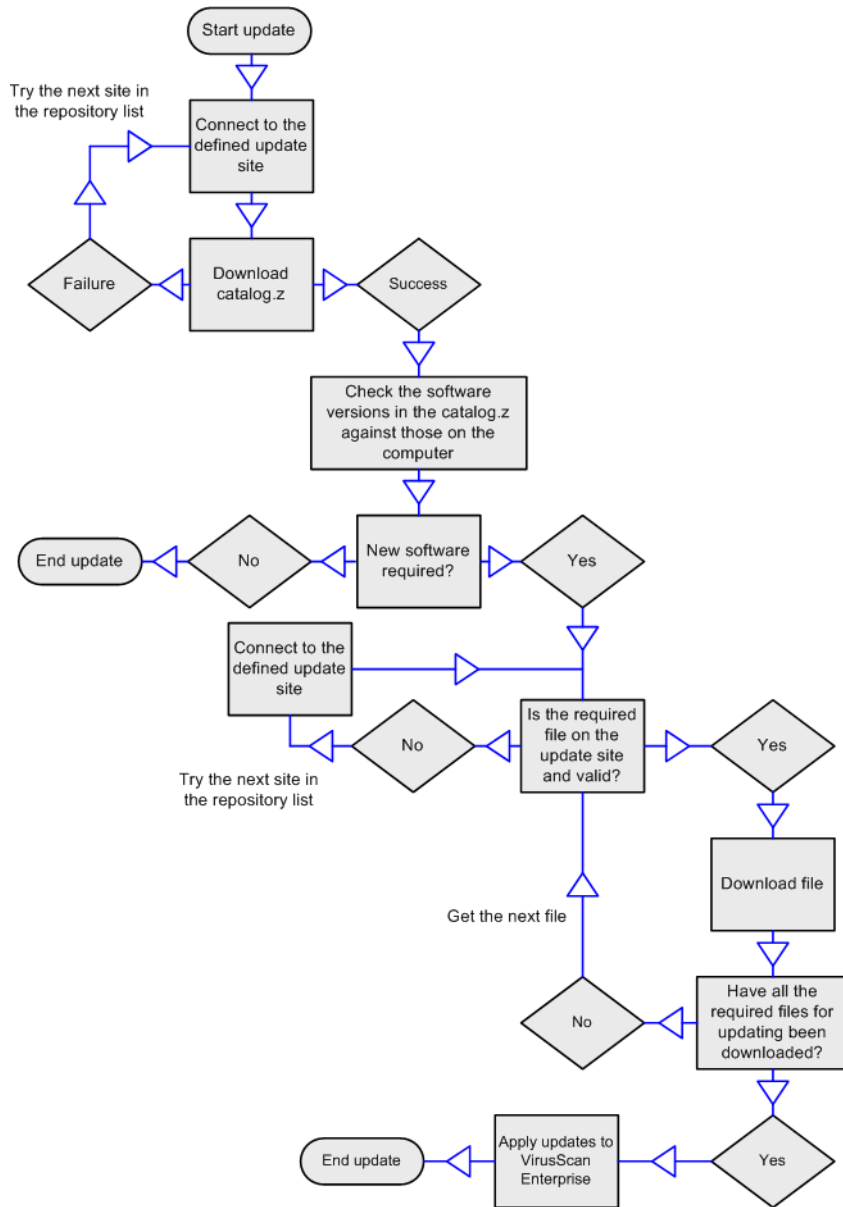 Start update
Try the next site in
the repository list
Connect to the
defined update
site
Failure
Download
catalog.z
Success
Check the software
versions in the catalog.z
against those on the
computer
End update
No
New software
required?
Yes
Connect to the
defined update
site
No
Is the required
file on the
update site
and valid?
Yes
Try the next site in
the repository list
Download file
Get the next file
No
Have all the
required files for
updating been
downloaded?
End update
Apply updates to
VirusScan
Enterprise
Yes